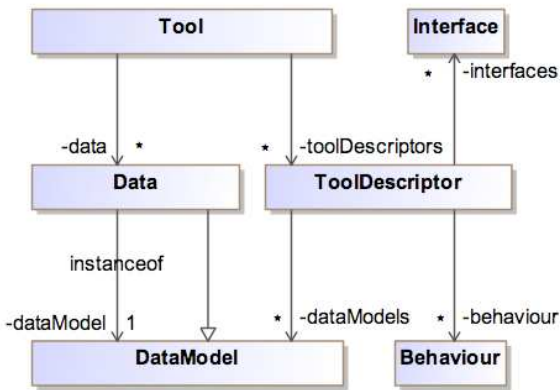 Tool Interface
* -interfaces
-data * * -toolDescriptors
Data ToolDescriptor
instanceof
-dataModel 1 * -dataModels * -behaviour
DataModel Behaviour